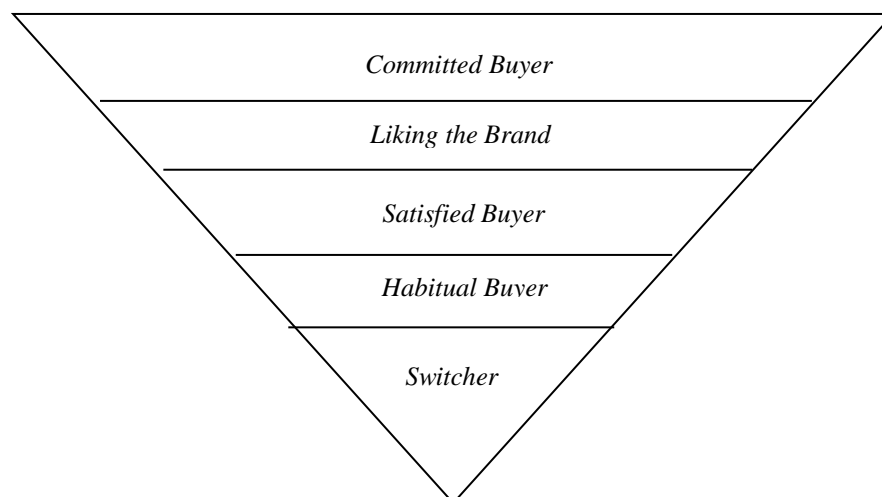 Committed Buyer
Liking the Brand
Satisfied Buyer
Habitual Buyer
Switcher